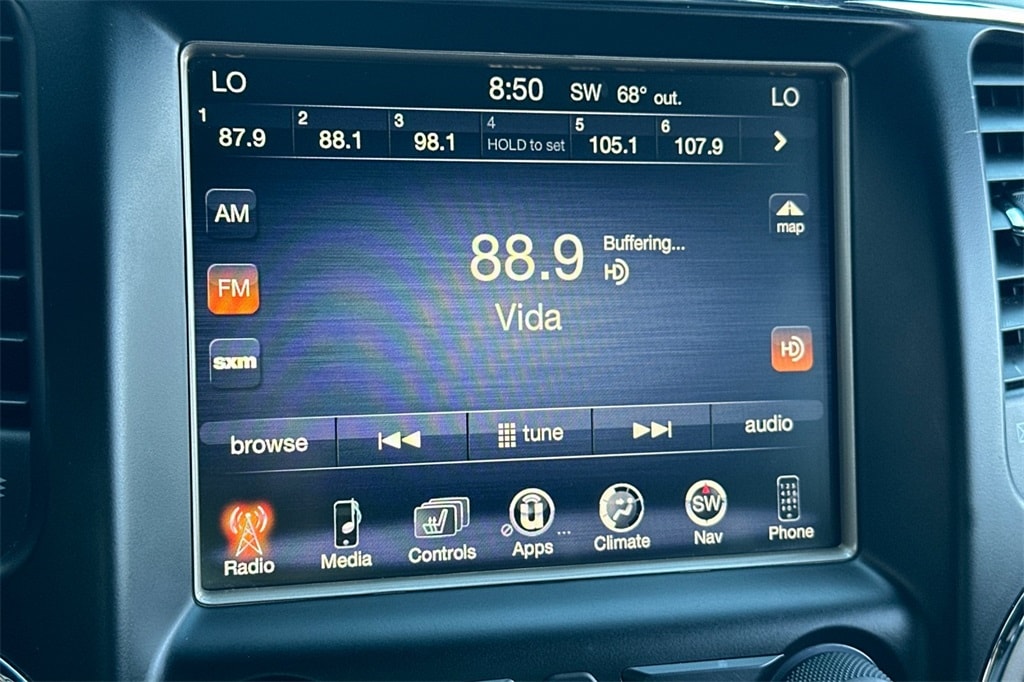 LO 8:50 SW 68° out. LO
1 2 3 4 5 6
87.9 88.1 98.1 HOLD to set 105.1 107.9
AM
map
88.9 Buffering...
HD
FM
Vida
HD
sxm
browse tune audio
SW
Radio Media Controls Apps ... Climate Nav Phone